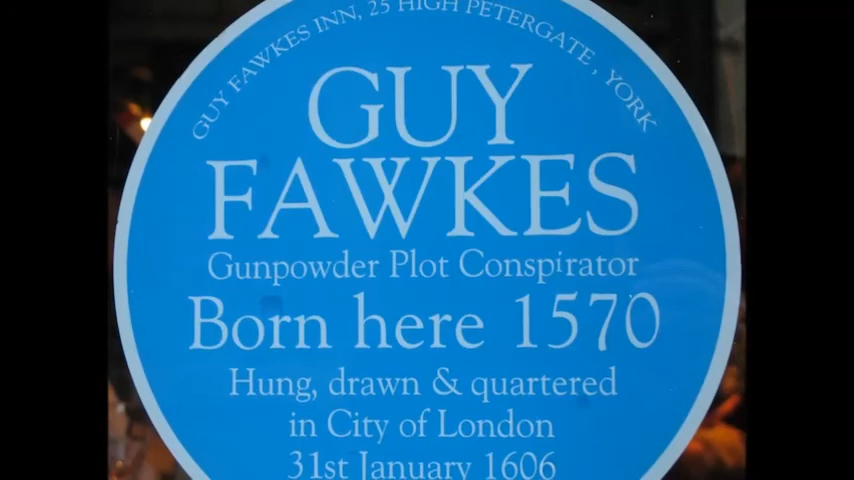 GUY FAWKES INN, 25 HIGH PETERGATE, YORK
GUY
FAWKES
Gunpowder Plot Conspirator
Born here 1570
Hung, drawn & quartered
in City of London
31st January 1606